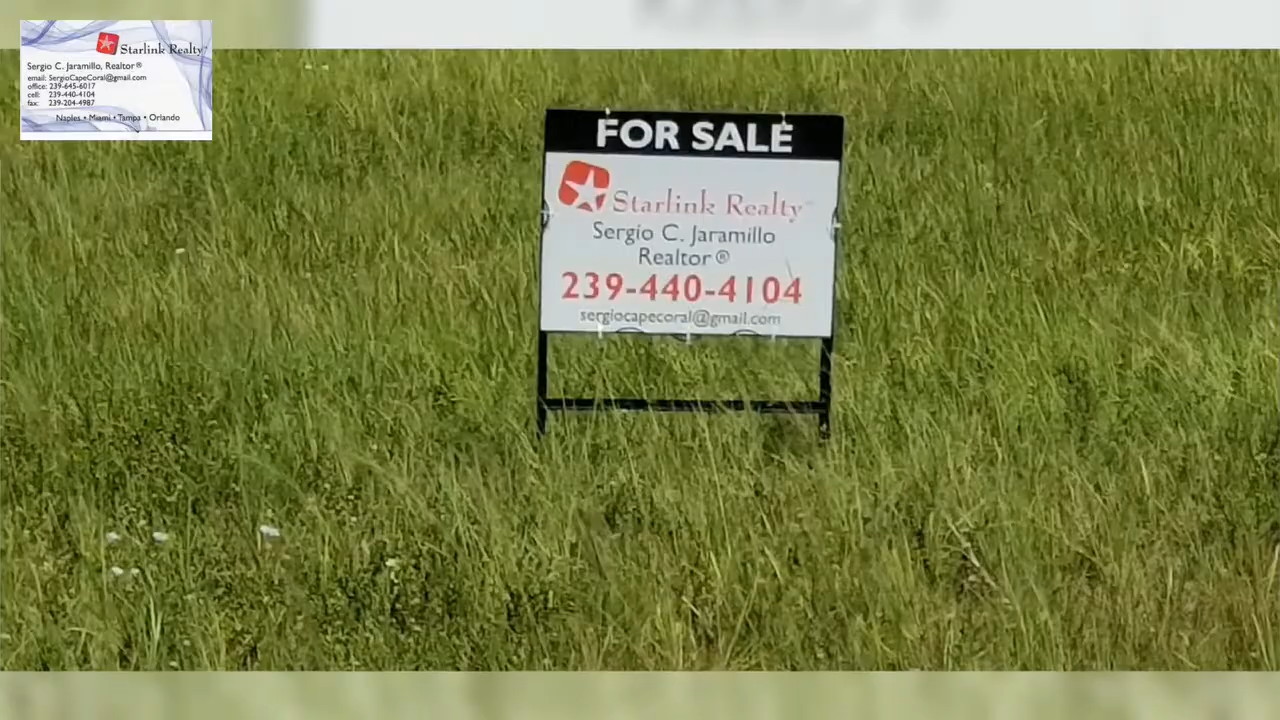 Starlink Realty
Sergio C. Jaramillo, Realtor®
email: SergioCapeCoral@gmail.com
office: 239-645-6017
cell: 239-440-4104
fax: 239-204-4987
Naples • Miami • Tampa • Orlando
FOR SALE
Starlink Realty™
Sergio C. Jaramillo
Realtor®
239-440-4104
sergiocapecoral@gmail.com